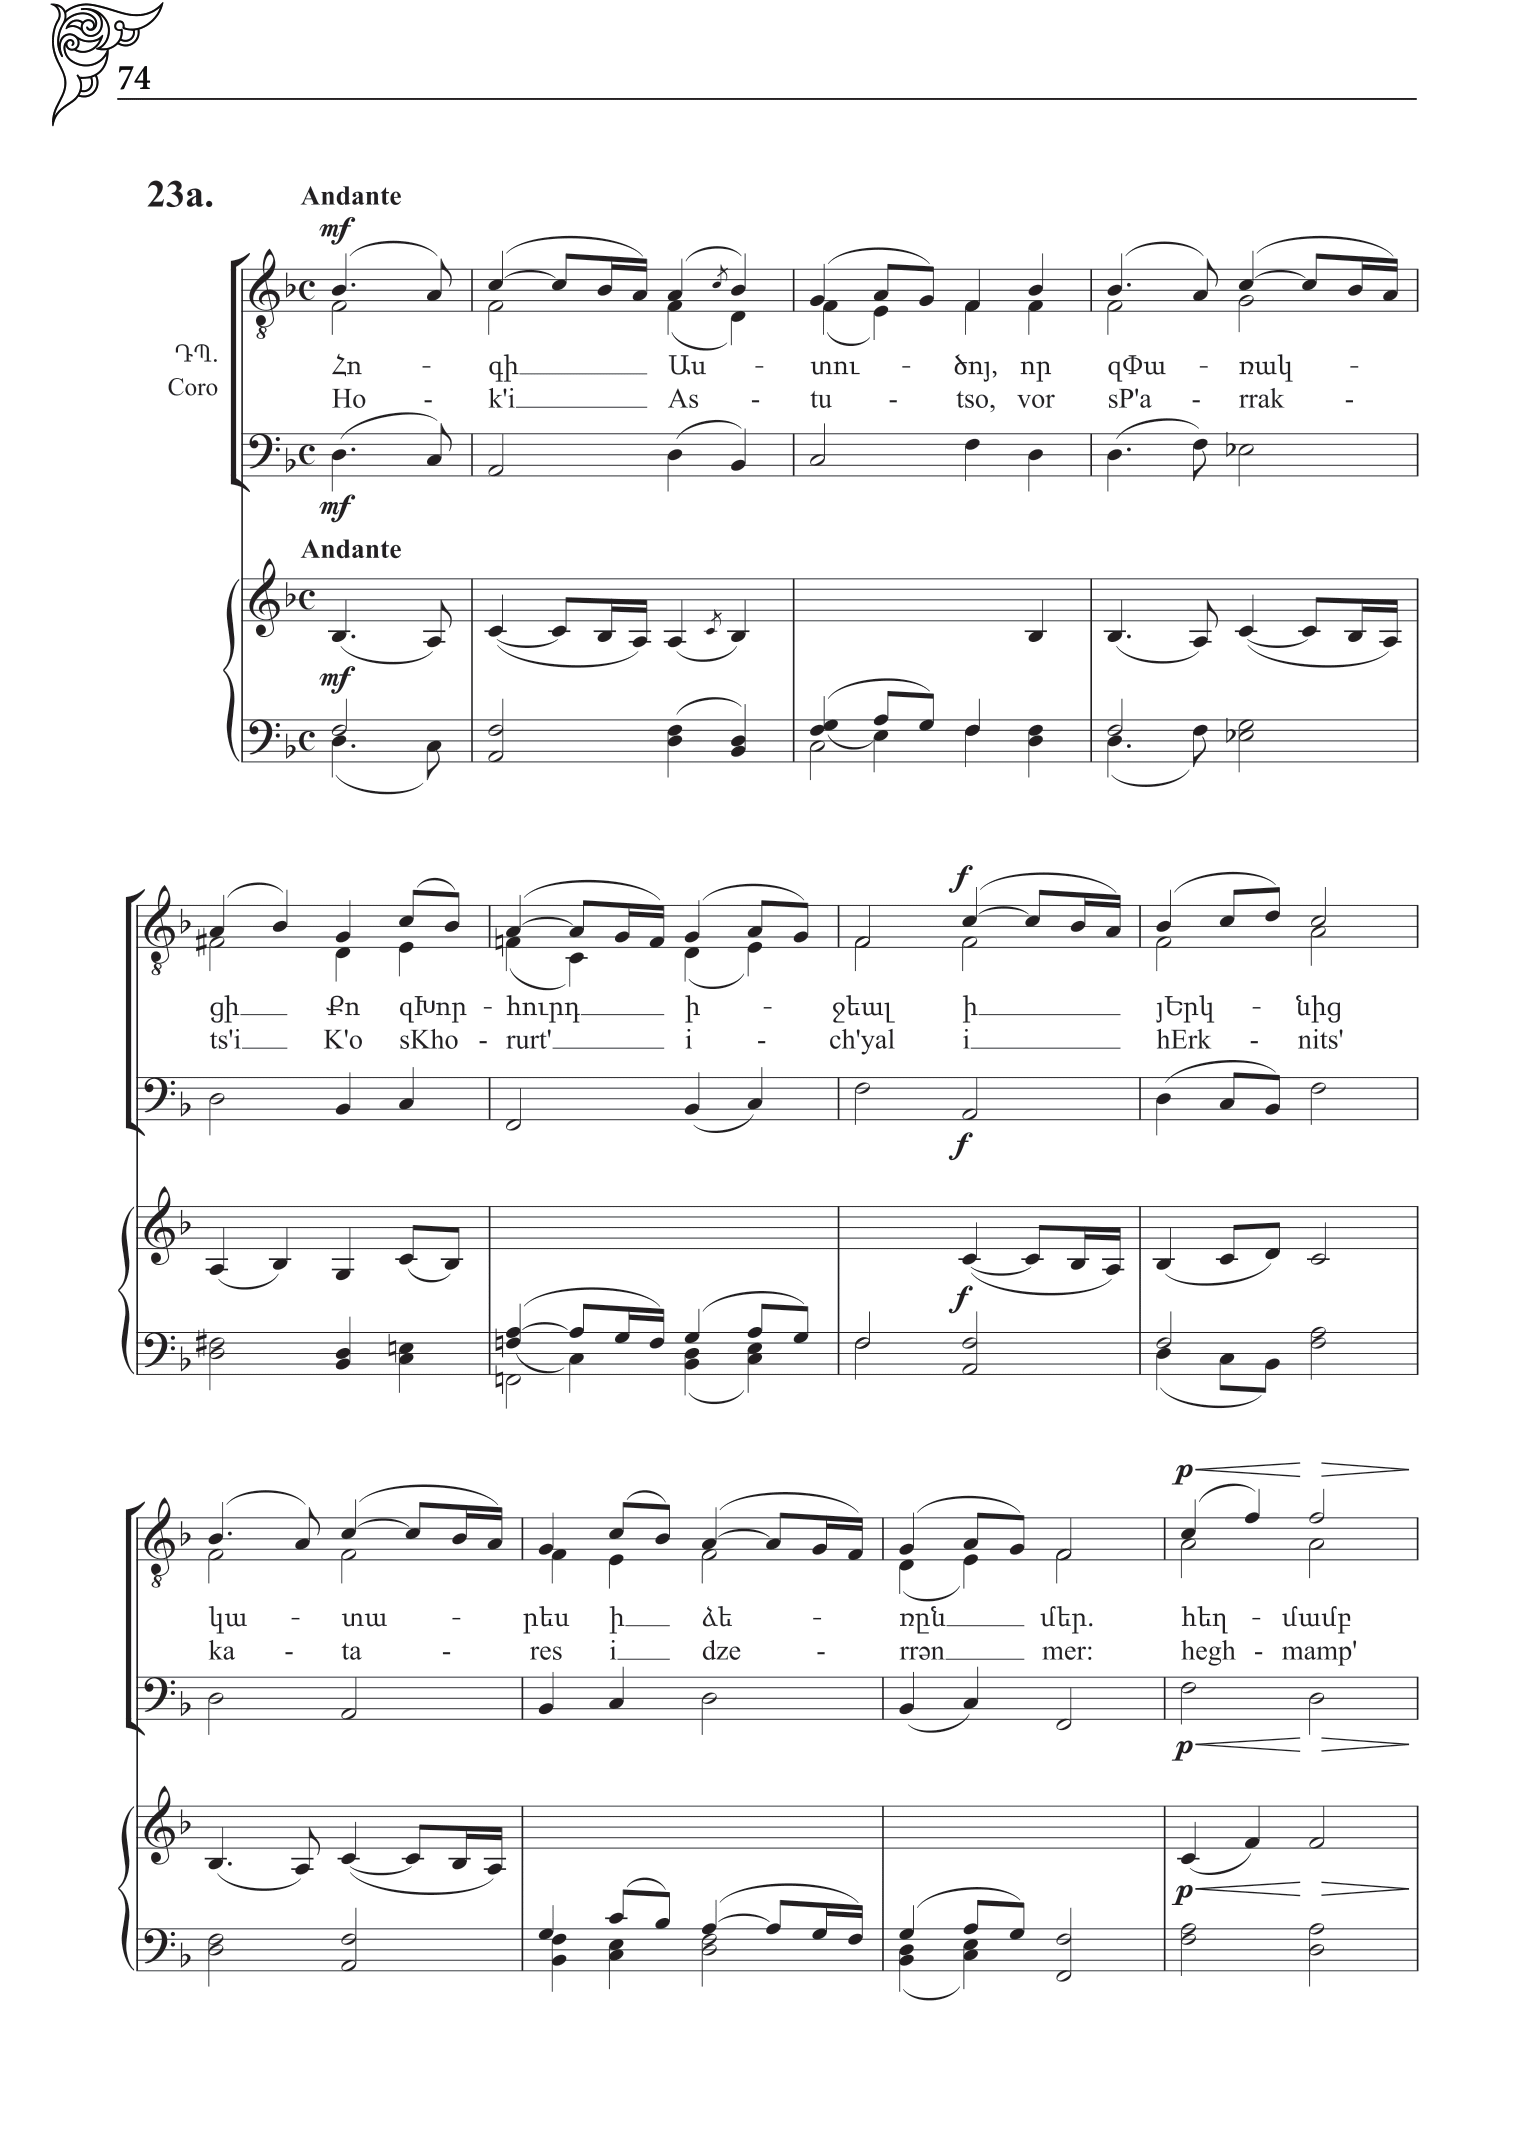 74
23a.
Andante
mf
ԴՊ.
Coro
Հո - գի Աս - տու - ծոյ, որ զՓա - ռակ -
Ho - k'i As - tu - tso, vor sP'a - rrak -
mf
Andante
mf
f
ցի Քո զԽոր - հուրդ ի - ջեալ ի յԵրկ - նից
ts'i K'o sKho - rurt' i - ch'yal i hErk - nits'
f
f
p
կա - տա - րես ի ձե - ռըն մեր. հեղ - մամբ
ka - ta - res i dze - rrən mer: hegh - mamp'
p
p